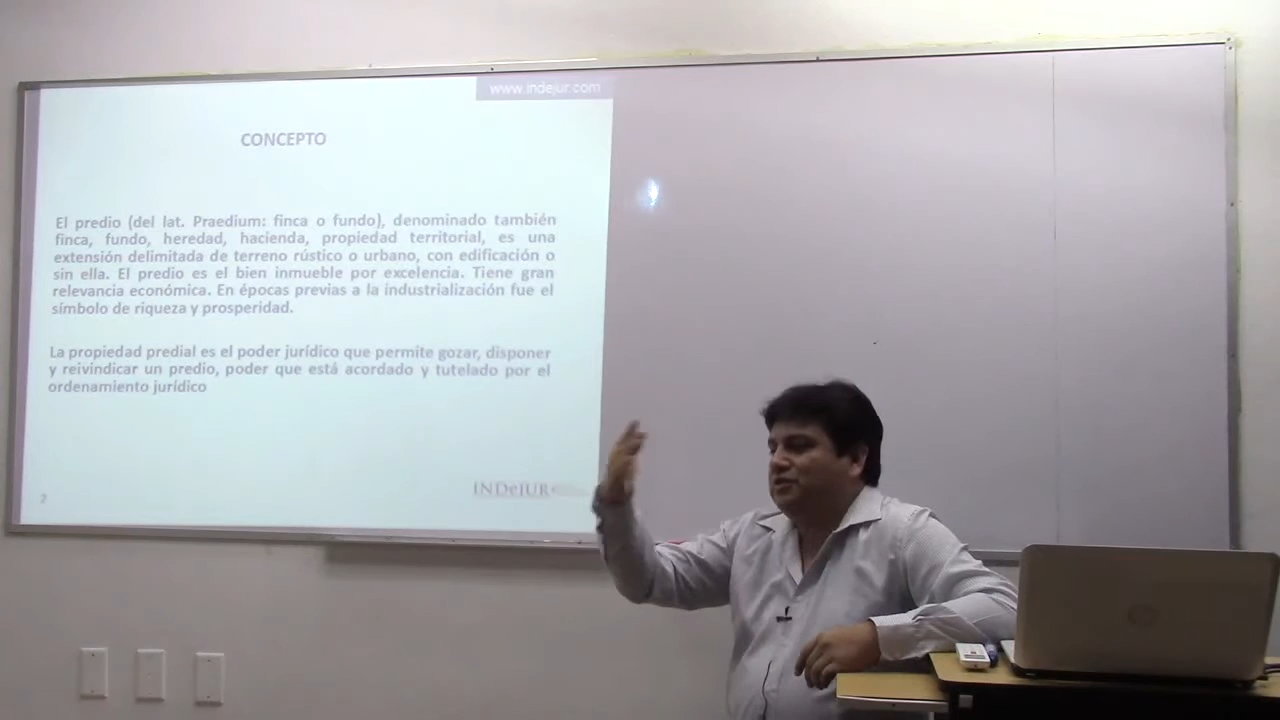 www.indejur.com
CONCEPTO
El predio (del lat. Praedium: finca o fundo), denominado también
finca, fundo, heredad, hacienda, propiedad territorial, es una
extensión delimitada de terreno rústico o urbano, con edificación o
sin ella. El predio es el bien inmueble por excelencia. Tiene gran
relevancia económica. En épocas previas a la industrialización fue el
símbolo de riqueza y prosperidad.
La propiedad predial es el poder jurídico que permite gozar, disponer
y reivindicar un predio, poder que está acordado y tutelado por el
ordenamiento jurídico
INDeJUR